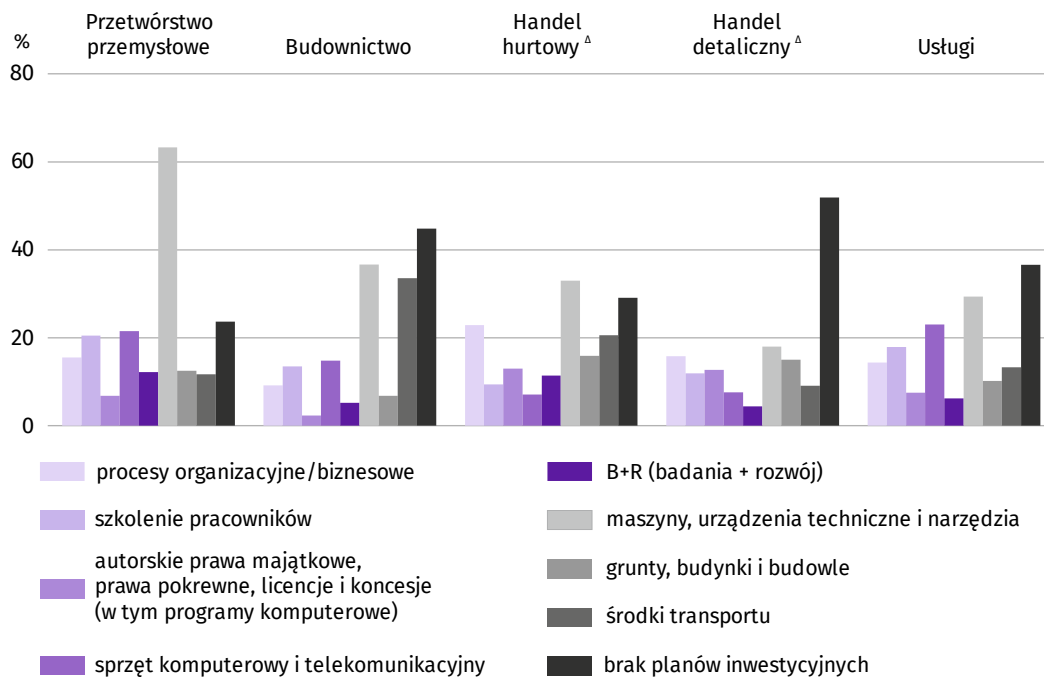 %
Przetwórstwo
przemysłowe
Budownictwo
Handel
hurtowy Δ
Handel
detaliczny Δ
Usługi
80
60
40
20
0
procesy organizacyjne/biznesowe
szkolenie pracowników
autorskie prawa majątkowe,
prawa pokrewne, licencje i koncesje
(w tym programy komputerowe)
sprzęt komputerowy i telekomunikacyjny
B+R (badania + rozwój)
maszyny, urządzenia techniczne i narzędzia
grunty, budynki i budowle
środki transportu
brak planów inwestycyjnych